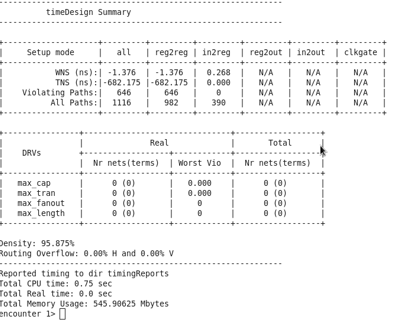 ------------------------------------------------------------
timeDesign Summary
------------------------------------------------------------
+--------------------+---------+---------+---------+---------+---------+---------+
|     Setup mode     |   all   | reg2reg | in2reg  | reg2out | in2out  | clkgate |
+--------------------+---------+---------+---------+---------+---------+---------+
|           WNS (ns):| -1.376  | -1.376  |  0.268  |   N/A   |   N/A   |   N/A   |
|           TNS (ns):|-682.175 |-682.175 |  0.000  |   N/A   |   N/A   |   N/A   |
|    Violating Paths:|   646   |   646   |    0    |   N/A   |   N/A   |   N/A   |
|          All Paths:|  1116   |   982   |   390   |   N/A   |   N/A   |   N/A   |
+--------------------+---------+---------+---------+---------+---------+---------+
+----------------+-------------------------------+------------------+
|                |              Real             |       Total      |
|    DRVs        +------------------+------------+------------------|
|                |  Nr nets(terms)  | Worst Vio  |  Nr nets(terms)  |
+----------------+------------------+------------+------------------+
|   max_cap      |      0 (0)       |   0.000    |      0 (0)       |
|   max_tran     |      0 (0)       |   0.000    |      0 (0)       |
|   max_fanout   |      0 (0)       |     0      |      0 (0)       |
|   max_length   |      0 (0)       |     0      |      0 (0)       |
+----------------+------------------+------------+------------------+
Density: 95.875%
Routing Overflow: 0.00% H and 0.00% V
------------------------------------------------------------
Reported timing to dir timingReports
Total CPU time: 0.75 sec
Total Real time: 0.0 sec
Total Memory Usage: 545.90625 Mbytes
encounter 1>